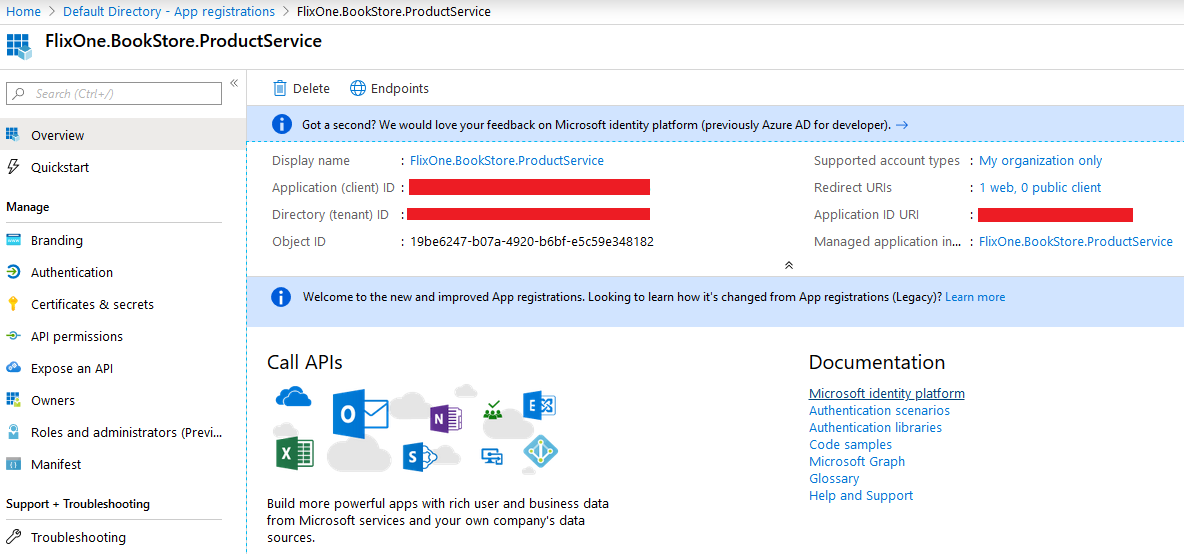 Home > Default Directory - App registrations > FlixOne.BookStore.ProductService
FlixOne.BookStore.ProductService
Search (Ctrl+/)
«
Delete
Endpoints
Got a second? We would love your feedback on Microsoft identity platform (previously Azure AD for developer). →
Overview
Quickstart
Manage
Branding
Authentication
Certificates & secrets
API permissions
Expose an API
Owners
Roles and administrators (Previ...
Manifest
Support + Troubleshooting
Troubleshooting
Display name : FlixOne.BookStore.ProductService
Application (client) ID :
Directory (tenant) ID :
Object ID : 19be6247-b07a-4920-b6bf-e5c59e348182
Supported account types : My organization only
Redirect URIs : 1 web, 0 public client
Application ID URI :
Managed application in... : FlixOne.BookStore.ProductService
Welcome to the new and improved App registrations. Looking to learn how it's changed from App registrations (Legacy)? Learn more
Call APIs
O
N
E
X
S
Build more powerful apps with rich user and business data
from Microsoft services and your own company's data
sources.
Documentation
Microsoft identity platform
Authentication scenarios
Authentication libraries
Code samples
Microsoft Graph
Glossary
Help and Support